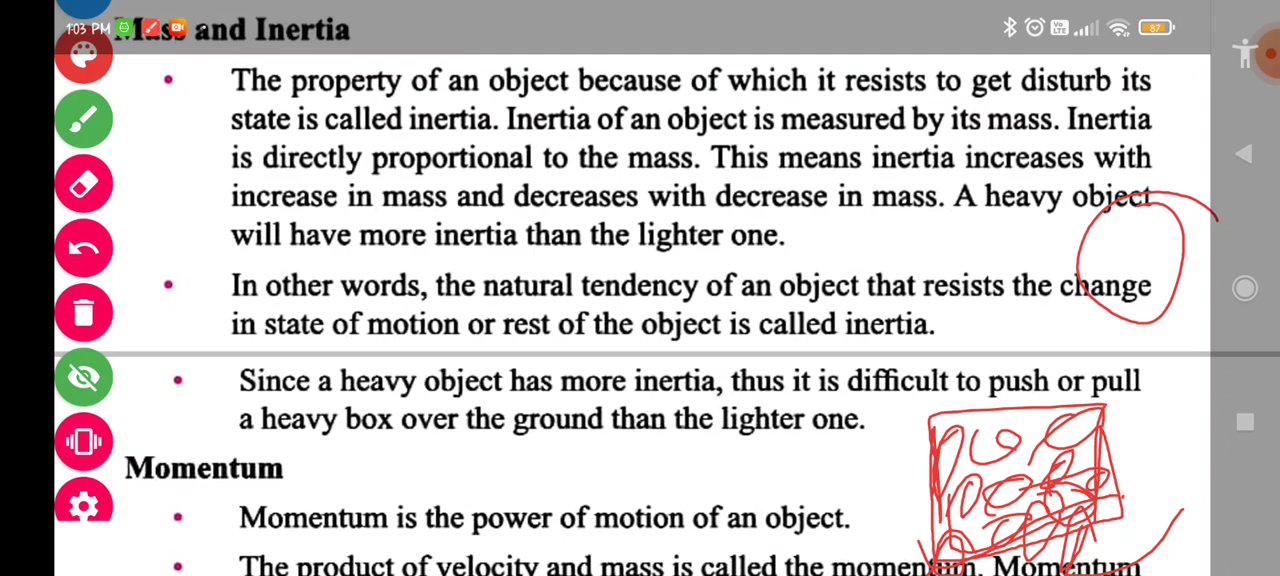 1:03 PM
87
Mass and Inertia
• The property of an object because of which it resists to get disturb its
state is called inertia. Inertia of an object is measured by its mass. Inertia
is directly proportional to the mass. This means inertia increases with
increase in mass and decreases with decrease in mass. A heavy object
will have more inertia than the lighter one.
• In other words, the natural tendency of an object that resists the change
in state of motion or rest of the object is called inertia.
• Since a heavy object has more inertia, thus it is difficult to push or pull
a heavy box over the ground than the lighter one.
Momentum
• Momentum is the power of motion of an object.
• The product of velocity and mass is called the momentum. Momentum